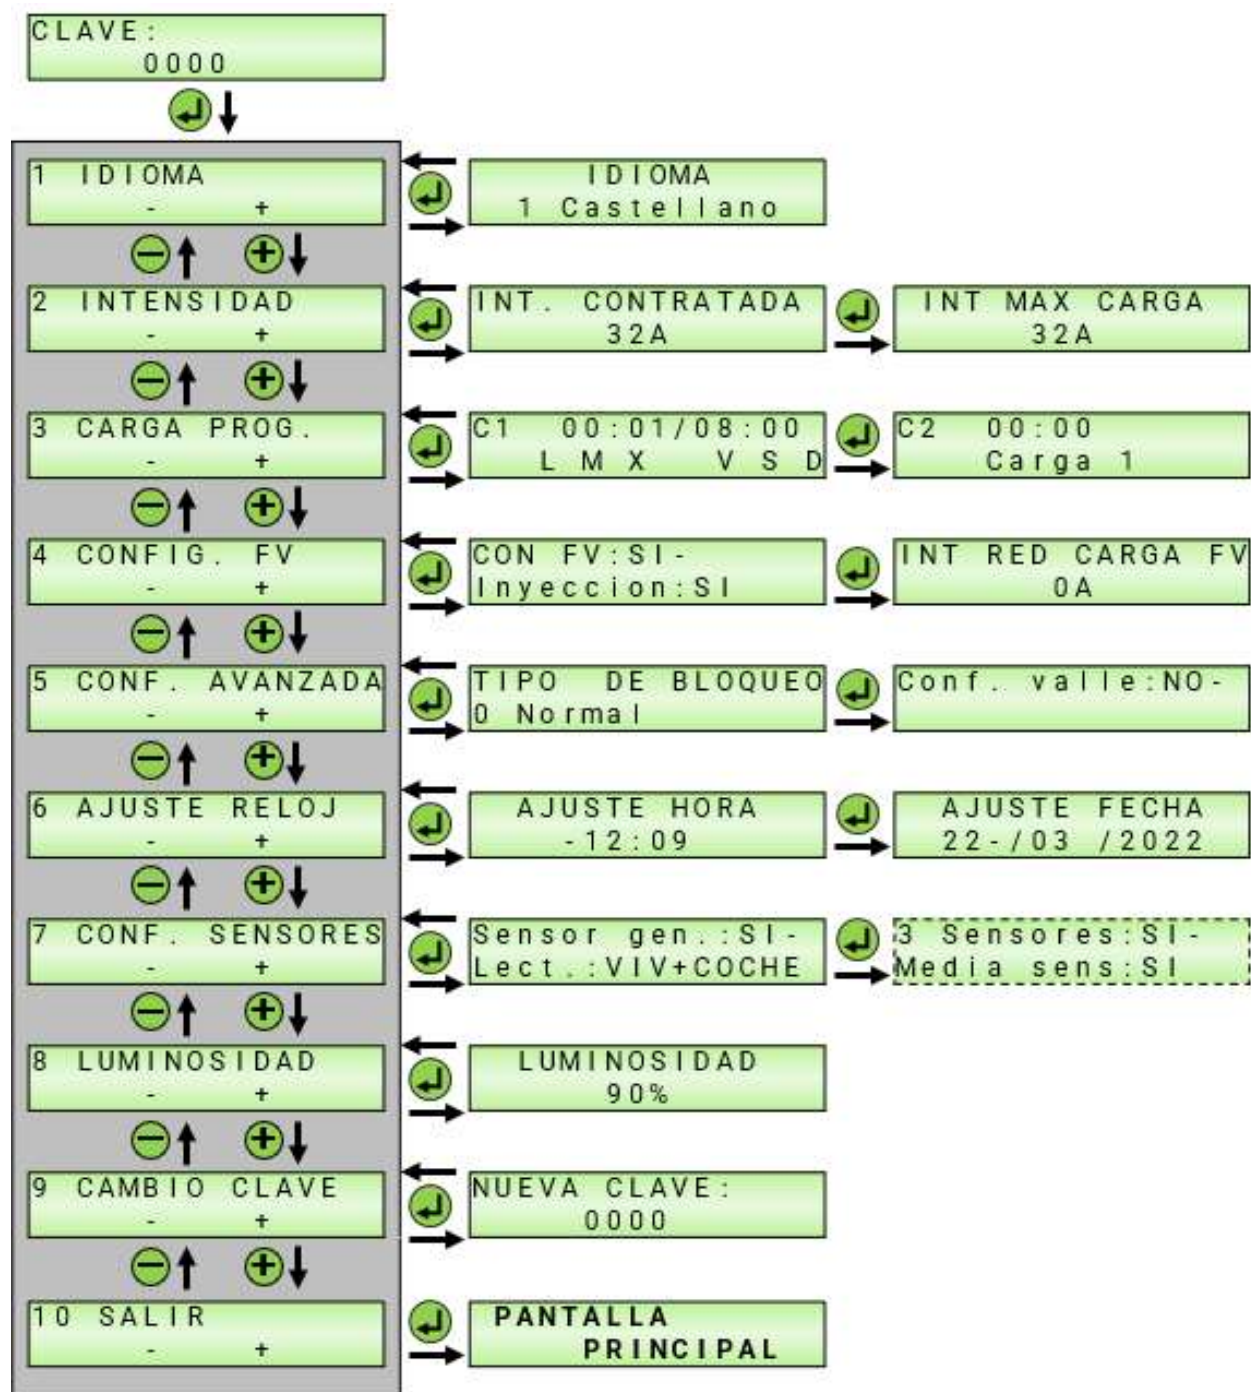 CLAVE:
0000
1 IDIOMA
- +
IDIOMA
1 Castellano
2 INTENSIDAD
- +
INT. CONTRATADA
32A
INT MAX CARGA
32A
3 CARGA PROG.
- +
C1 00:01/08:00
L M X V S D
C2 00:00
Carga 1
4 CONFIG. FV
- +
CON FV:SI-
Inyeccion:SI
INT RED CARGA FV
0A
5 CONF. AVANZADA
- +
TIPO DE BLOQUEO
0 Normal
Conf. valle:NO-
6 AJUSTE RELOJ
- +
AJUSTE HORA
-12:09
AJUSTE FECHA
22-/03 /2022
7 CONF. SENSORES
- +
Sensor gen.:SI-
Lect.:VIV+COCHE
3 Sensores:SI-
Media sens:SI
8 LUMINOSIDAD
- +
LUMINOSIDAD
90%
9 CAMBIO CLAVE
- +
NUEVA CLAVE:
0000
10 SALIR
- +
PANTALLA
PRINCIPAL